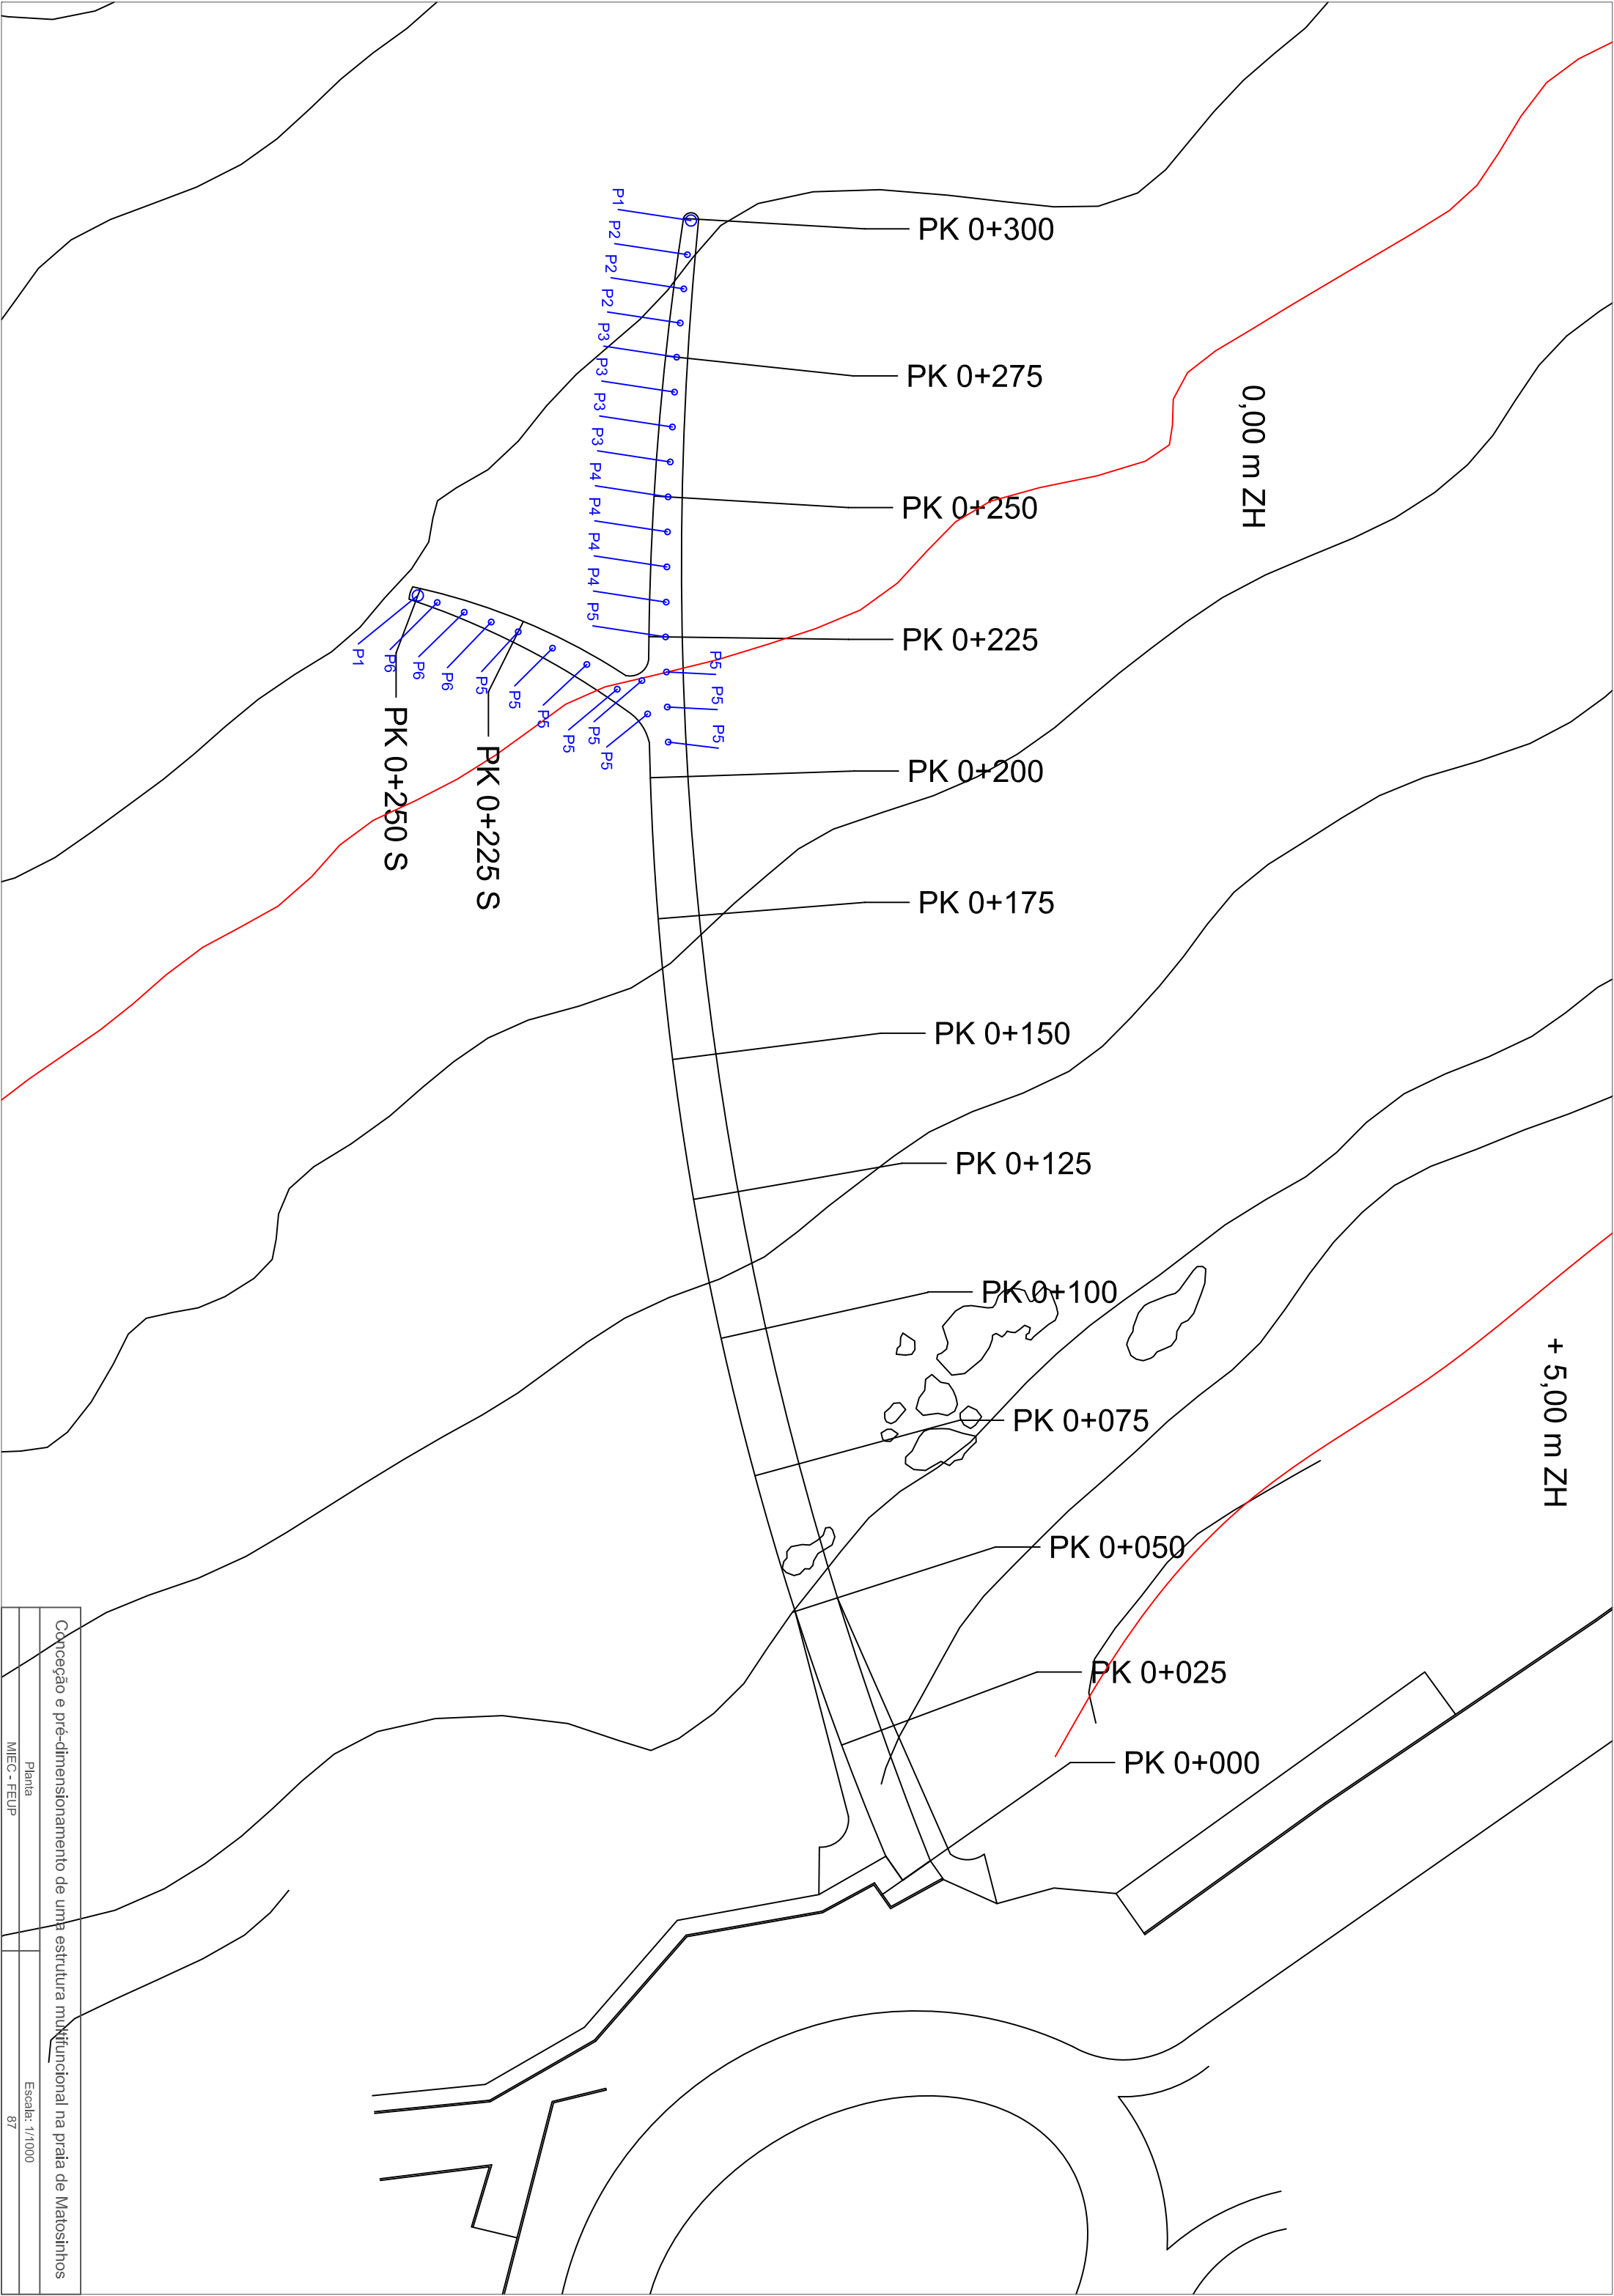 P1
P2
P2
P2
P3
P3
P3
P3
P4
P4
P4
P4
P5
P5
P5
P5
P1
P6
P6
P6
P5
P5
P5
P5
P5
P5
PK 0+300
PK 0+275
PK 0+250
PK 0+225
PK 0+200
PK 0+175
PK 0+150
PK 0+125
PK 0+100
PK 0+075
PK 0+050
PK 0+025
PK 0+000
PK 0+250 S
PK 0+225 S
0,00 m ZH
+ 5,00 m ZH
Conceção e pré-dimensionamento de uma estrutura multifuncional na praia de Matosinhos
Planta
Escala: 1/1000
MIEC - FEUP
87